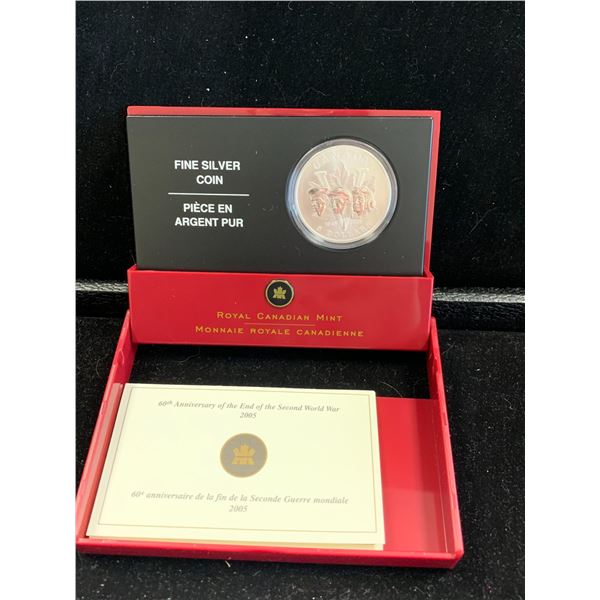 FINE SILVER
COIN
PIÈCE EN
ARGENT PUR
CANADA
ROYAL CANADIAN MINT
MONNAIE ROYALE CANADIENNE
60th Anniversary of the End of the Second World War
2005
60e anniversaire de la fin de la Seconde Guerre mondiale
2005